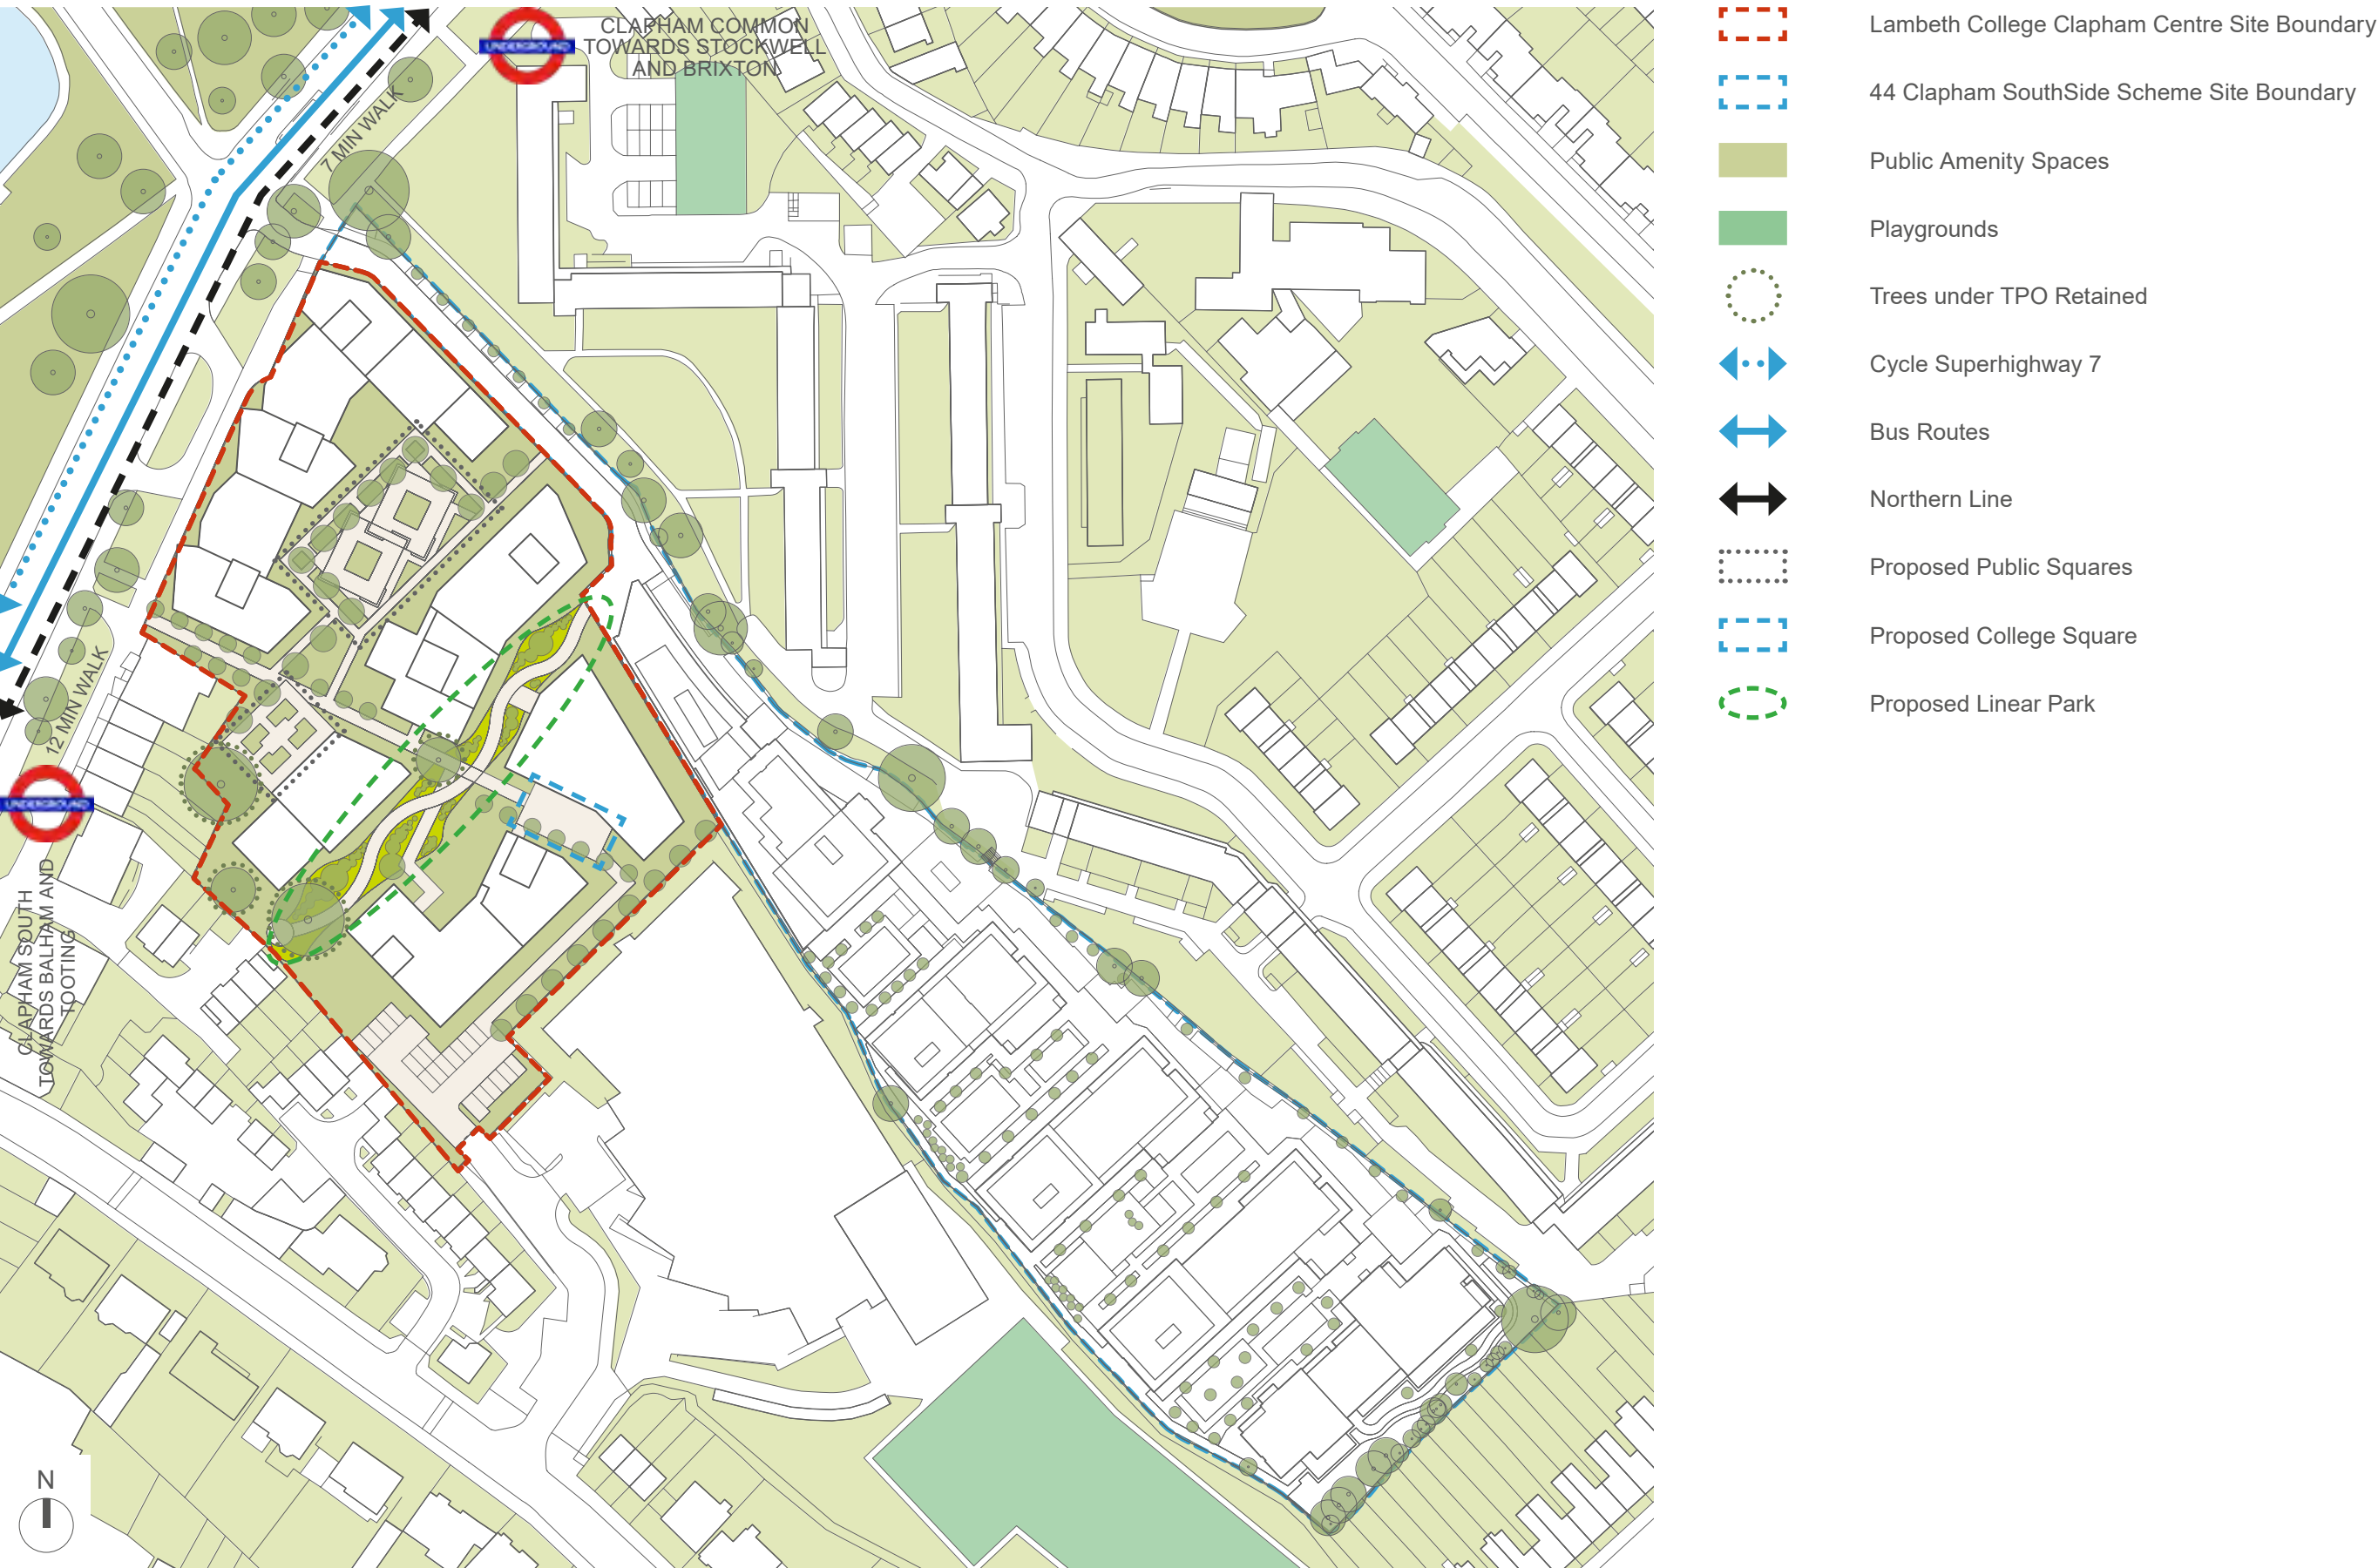 CLAPHAM COMMON
TOWARDS STOCKWELL
AND BRIXTON
UNDERGROUND
7 MIN WALK
12 MIN WALK
UNDERGROUND
CLAPHAM SOUTH
TOWARDS BALHAM AND
TOOTING
N
Lambeth College Clapham Centre Site Boundary
44 Clapham SouthSide Scheme Site Boundary
Public Amenity Spaces
Playgrounds
Trees under TPO Retained
Cycle Superhighway 7
Bus Routes
Northern Line
Proposed Public Squares
Proposed College Square
Proposed Linear Park